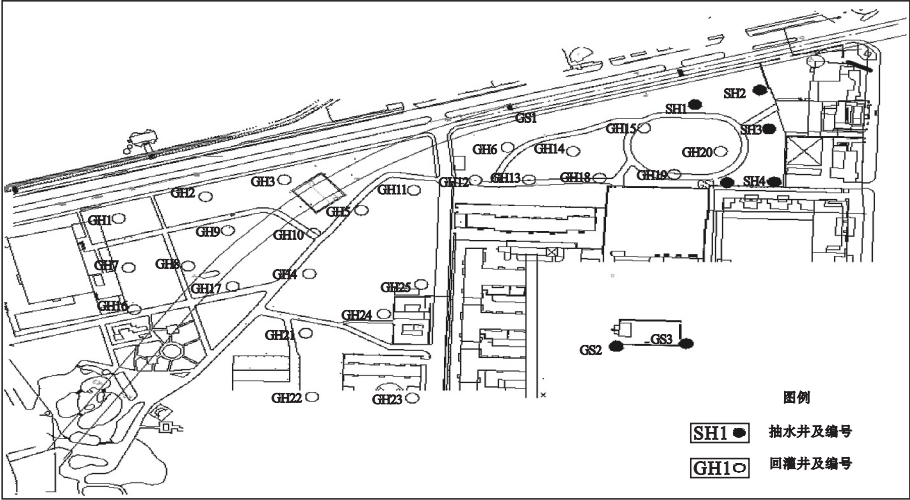 SH2
SH1
GS1
GH15
SH3
GH6
GH14
GH20
GH3
GH2
GH11
GH12
GH13
GH18
GH19
SH4
GH1
GH5
GH9
GH10
GH7
GH8
GH4
GH17
GH25
GH16
GH24
GH21
GS2
GS3
GH22
GH23
图例
SH1 抽水井及编号
GH1 回灌井及编号